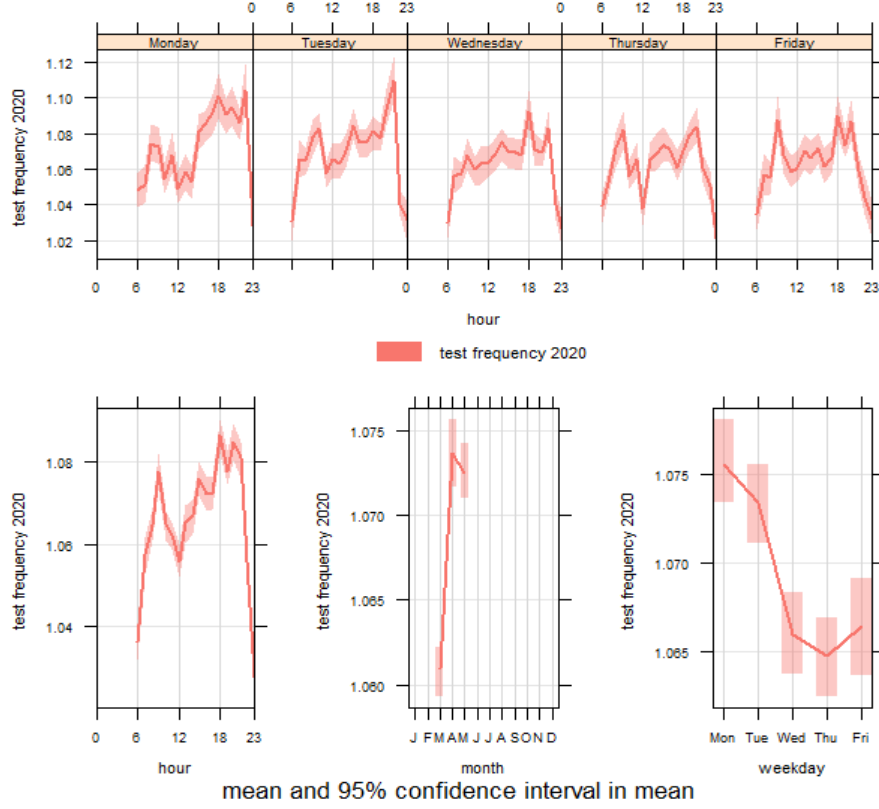 0 23 0 23
Monday Tuesday Wednesday Thursday Friday
test frequency 2020
1.12
1.10
1.08
1.06
1.04
1.02
6 12 18 0 6 12 18 0
0 6 12 18 23 0 6 12 18 23 0 6 12 18 23
hour
test frequency 2020
test frequency 2020
1.08
1.06
1.04
0 6 12 18 23
hour
test frequency 2020
1.075
1.070
1.065
1.060
J F M A M J J A S O N D
month
test frequency 2020
1.075
1.070
1.065
Mon Tue Wed Thu Fri
weekday
mean and 95% confidence interval in mean